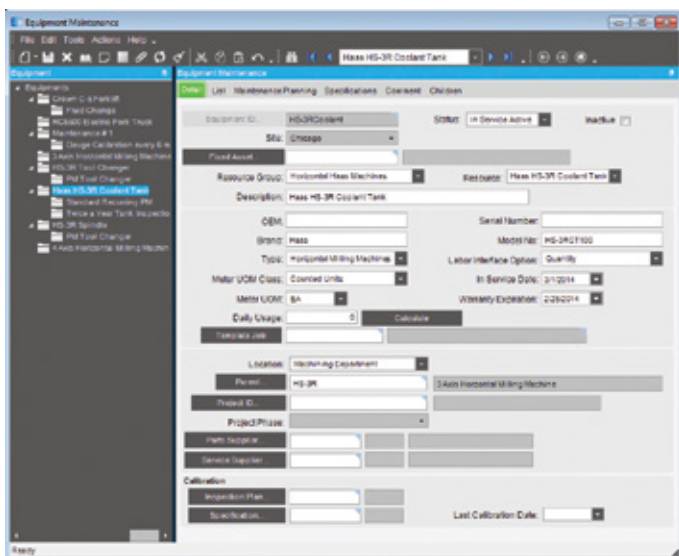 Equipment Maintenance
File Edit Tools Actions Help
Haas HS-3R Coolant Tank
Equipment
Equipment Maintenance
Equipments
Fluid Change
Maintenance #1
Gauge Calibration every 6 m
3 Axis Horizontal Milling Machine
HS-3R Tool Changer
PM Tool Changer
Haas HS-3R Coolant Tank
Standard Recurring PM
Twice a Year Tank Inspectio
HS-3R Spindle
PM Tool Changer
4 Axis Horizontal Milling Machin
Detail List Maintenance Planning Specifications Comment Children
Equipment ID... HS-3RCoolant Status: In Service Active Inactive
Site: Chicago
Fixed Asset...
Resource Group: Horizontal Haas Machines Resource: Haas HS-3R Coolant Tank
Description: Haas HS-3R Coolant Tank
OEM: Serial Number:
Brand: Haas Model No: HS-3RCT100
Type: Horizontal Milling Machines Labor Interface Option: Quantity
Meter UOM Class: Counted Units In Service Date: 3/1/2014
Meter UOM: EA Warranty Expiration: 2/28/2014
Daily Usage: 0 Calculate
Template Job
Location: Machining Department
Parent... HS-3R 3 Axis Horizontal Milling Machine
Project ID...
Project Phase:
Parts Supplier...
Service Supplier...
Calibration
Inspection Plan...
Specification... Last Calibration Date:
Ready